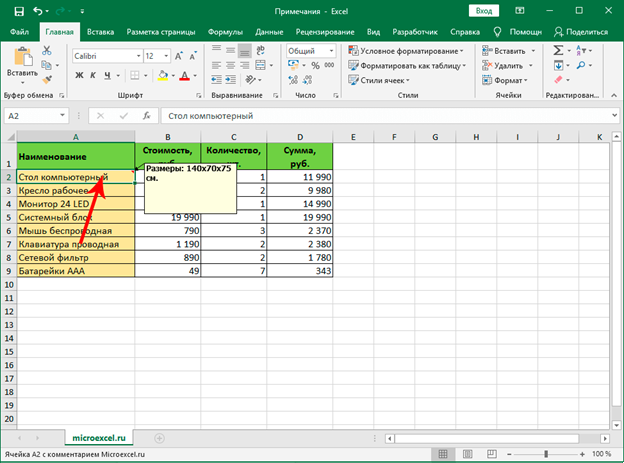 Примечания - Excel
Вход
Файл Главная Вставка Разметка страницы Формулы Данные Рецензирование Вид Разработчик Справка Помощн Поделиться
Вставить
Calibri 12
Ж К Ч
Общий
Условное форматирование
Форматировать как таблицу
Стили ячеек
Вставить
Удалить
Формат
Буфер обмена Шрифт Выравнивание Число Стили Ячейки Редактирование
A2 fx Стол компьютерный
A B C D E F G H I J K
1 Наименование Стоимость, Количество, Сумма, руб.
2 Стол компьютерный 1 11 990
Размеры: 140x70x75
см.
3 Кресло рабочее 2 9 980
4 Монитор 24 LED 1 14 990
5 Системный блок 19 990 1 19 990
6 Мышь беспроводная 790 3 2 370
7 Клавиатура проводная 1 190 2 2 380
8 Сетевой фильтр 890 2 1 780
9 Батарейки ААА 49 7 343
10
11
12
13
14
15
16
17
18
19
20
microexcel.ru
Ячейка A2 с комментарием Microexcel.ru 100 %